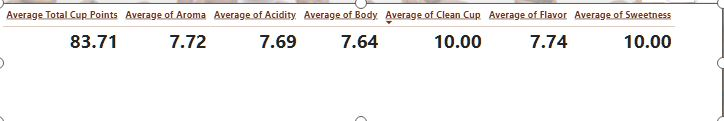 Average Total Cup Points Average of Aroma Average of Acidity Average of Body Average of Clean Cup Average of Flavor Average of Sweetness
83.71 7.72 7.69 7.64 10.00 7.74 10.00